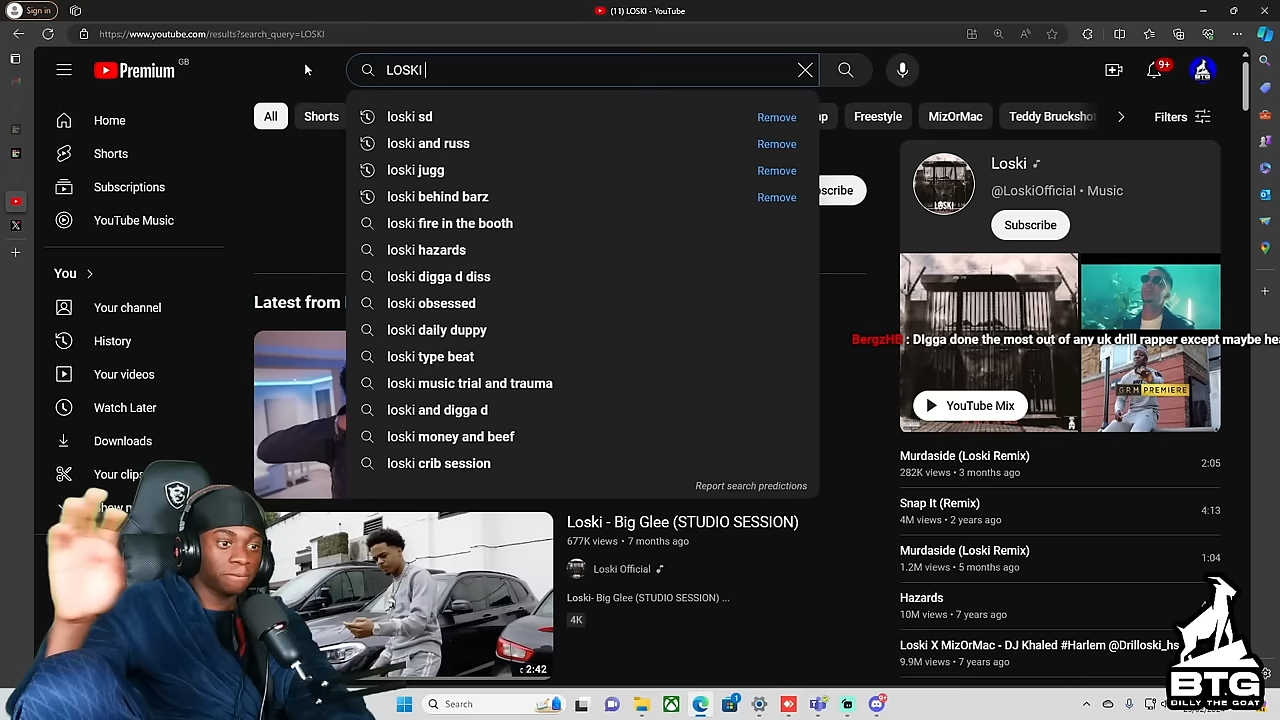 Sign in
(11) LOSKI - YouTube
https://www.youtube.com/results?search_query=LOSKI
Premium GB
LOSKI
9+
BTG
Home
Shorts
Subscriptions
YouTube Music
You
Your channel
History
Your videos
Watch Later
Downloads
Your clips
All
Shorts
Freestyle
MizOrMac
Teddy Bruckshot
Filters
loski sd
Remove
loski and russ
Remove
loski jugg
Remove
loski behind barz
Remove
loski fire in the booth
loski hazards
loski digga d diss
loski obsessed
loski daily duppy
loski type beat
loski music trial and trauma
loski and digga d
loski money and beef
loski crib session
Report search predictions
Latest from
Loski - Big Glee (STUDIO SESSION)
677K views • 7 months ago
Loski Official
Loski- Big Glee (STUDIO SESSION) ...
4K
2:42
Loski
@LoskiOfficial • Music
Subscribe
LOSKI
BergzHB : Digga done the most out of any uk drill rapper except maybe hea
GRM PREMIERE
YouTube Mix
Murdaside (Loski Remix)
282K views • 3 months ago
2:05
Snap It (Remix)
4M views • 2 years ago
4:13
Murdaside (Loski Remix)
1.2M views • 5 months ago
1:04
Hazards
10M views • 7 years ago
Loski X MizOrMac - DJ Khaled #Harlem @Drilloski_hs
9.9M views • 7 years ago
BTG
BILLY THE GOAT
Search